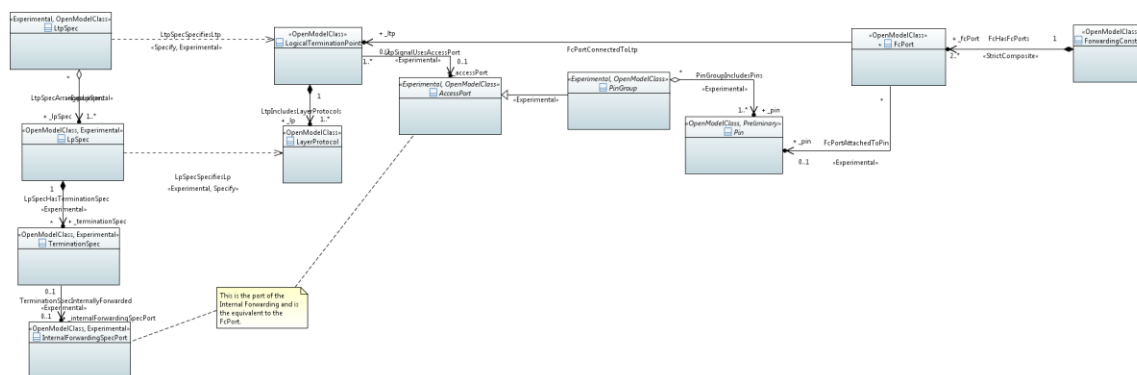 «Experimental, OpenModelClass»
LtpSpec
LtpSpecSpecifiesLtp
«Specify, Experimental»
«OpenModelClass»
LogicalTerminationPoint
+ _ltp
FcPortConnectedToLtp
«OpenModelClass»
FcPort
+ _fcPort
FcHasFcPorts
1
2..*
«StrictComposite»
«OpenModelClass»
1..*
LtpSignalUsesAccessPort
«Experimental»
0..1
_accessPort
*
1..*
+ _lpSpec
1
LtpIncludesLayerProtocols
+ _lp
1..*
«Experimental, OpenModelClass»
AccessPort
«Experimental»
«Experimental, OpenModelClass»
PinGroup
*
PinGroupIncludesPins
«Experimental»
1..*
+ _pin
«OpenModelClass, Preliminary»
Pin
*
+ _pin
FcPortAttachedToPin
0..1
«Experimental»
«OpenModelClass, Experimental»
LpSpec
«OpenModelClass»
LayerProtocol
LpSpecSpecifiesLp
«Experimental, Specify»
1
LpSpecHasTerminationSpec
«Experimental»
*
+ _terminationSpec
«OpenModelClass, Experimental»
TerminationSpec
0..1
TerminationSpecInternallyForwarded
«Experimental»
0..1
_internalForwardingSpecPort
«OpenModelClass, Experimental»
InternalForwardingSpecPort
This is the port of the
Internal Forwarding and is
the equivalent to the
FcPort.